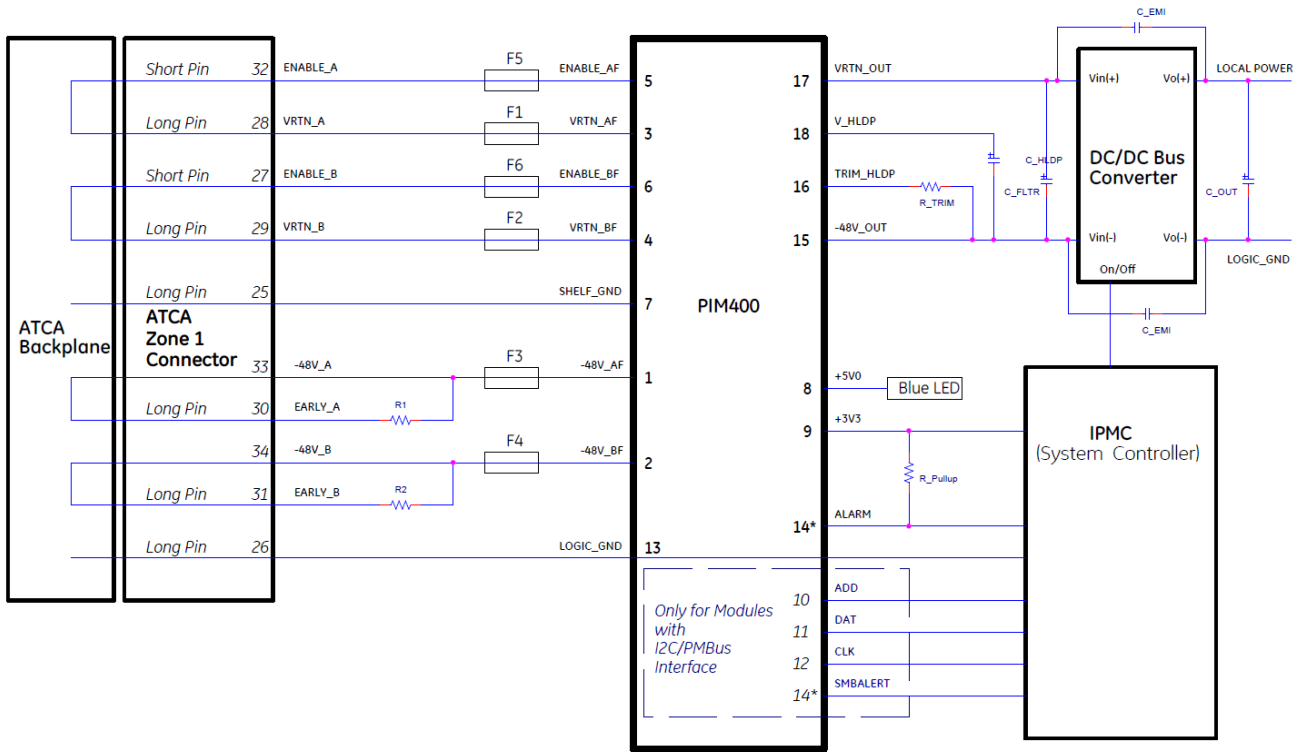 C_EMI
Short Pin 32 ENABLE_A F5 ENABLE_AF 5 17 VRTN_OUT Vin(+) Vo(+) LOCAL POWER
Long Pin 28 VRTN_A F1 VRTN_AF 3 18 V_HLDP
Short Pin 27 ENABLE_B F6 ENABLE_BF 6 16 TRIM_HLDP R_TRIM
C_HLDP
C_FLTR
DC/DC Bus
Converter
C_OUT
Long Pin 29 VRTN_B F2 VRTN_BF 4 15 -48V_OUT Vin(-) Vo(-)
LOGIC_GND
On/Off
Long Pin 25 SHELF_GND 7
PIM400
C_EMI
ATCA
Backplane
ATCA
Zone 1
Connector
33 -48V_A F3 -48V_AF 1
+5V0
8 Blue LED
Long Pin 30 EARLY_A R1
9 +3V3
IPMC
(System Controller)
34 -48V_B F4 -48V_BF 2
R_Pullup
Long Pin 31 EARLY_B R2
14* ALARM
Long Pin 26 LOGIC_GND 13
Only for Modules
with
I2C/PMBus
Interface
10 ADD
11 DAT
12 CLK
14* SMBALERT